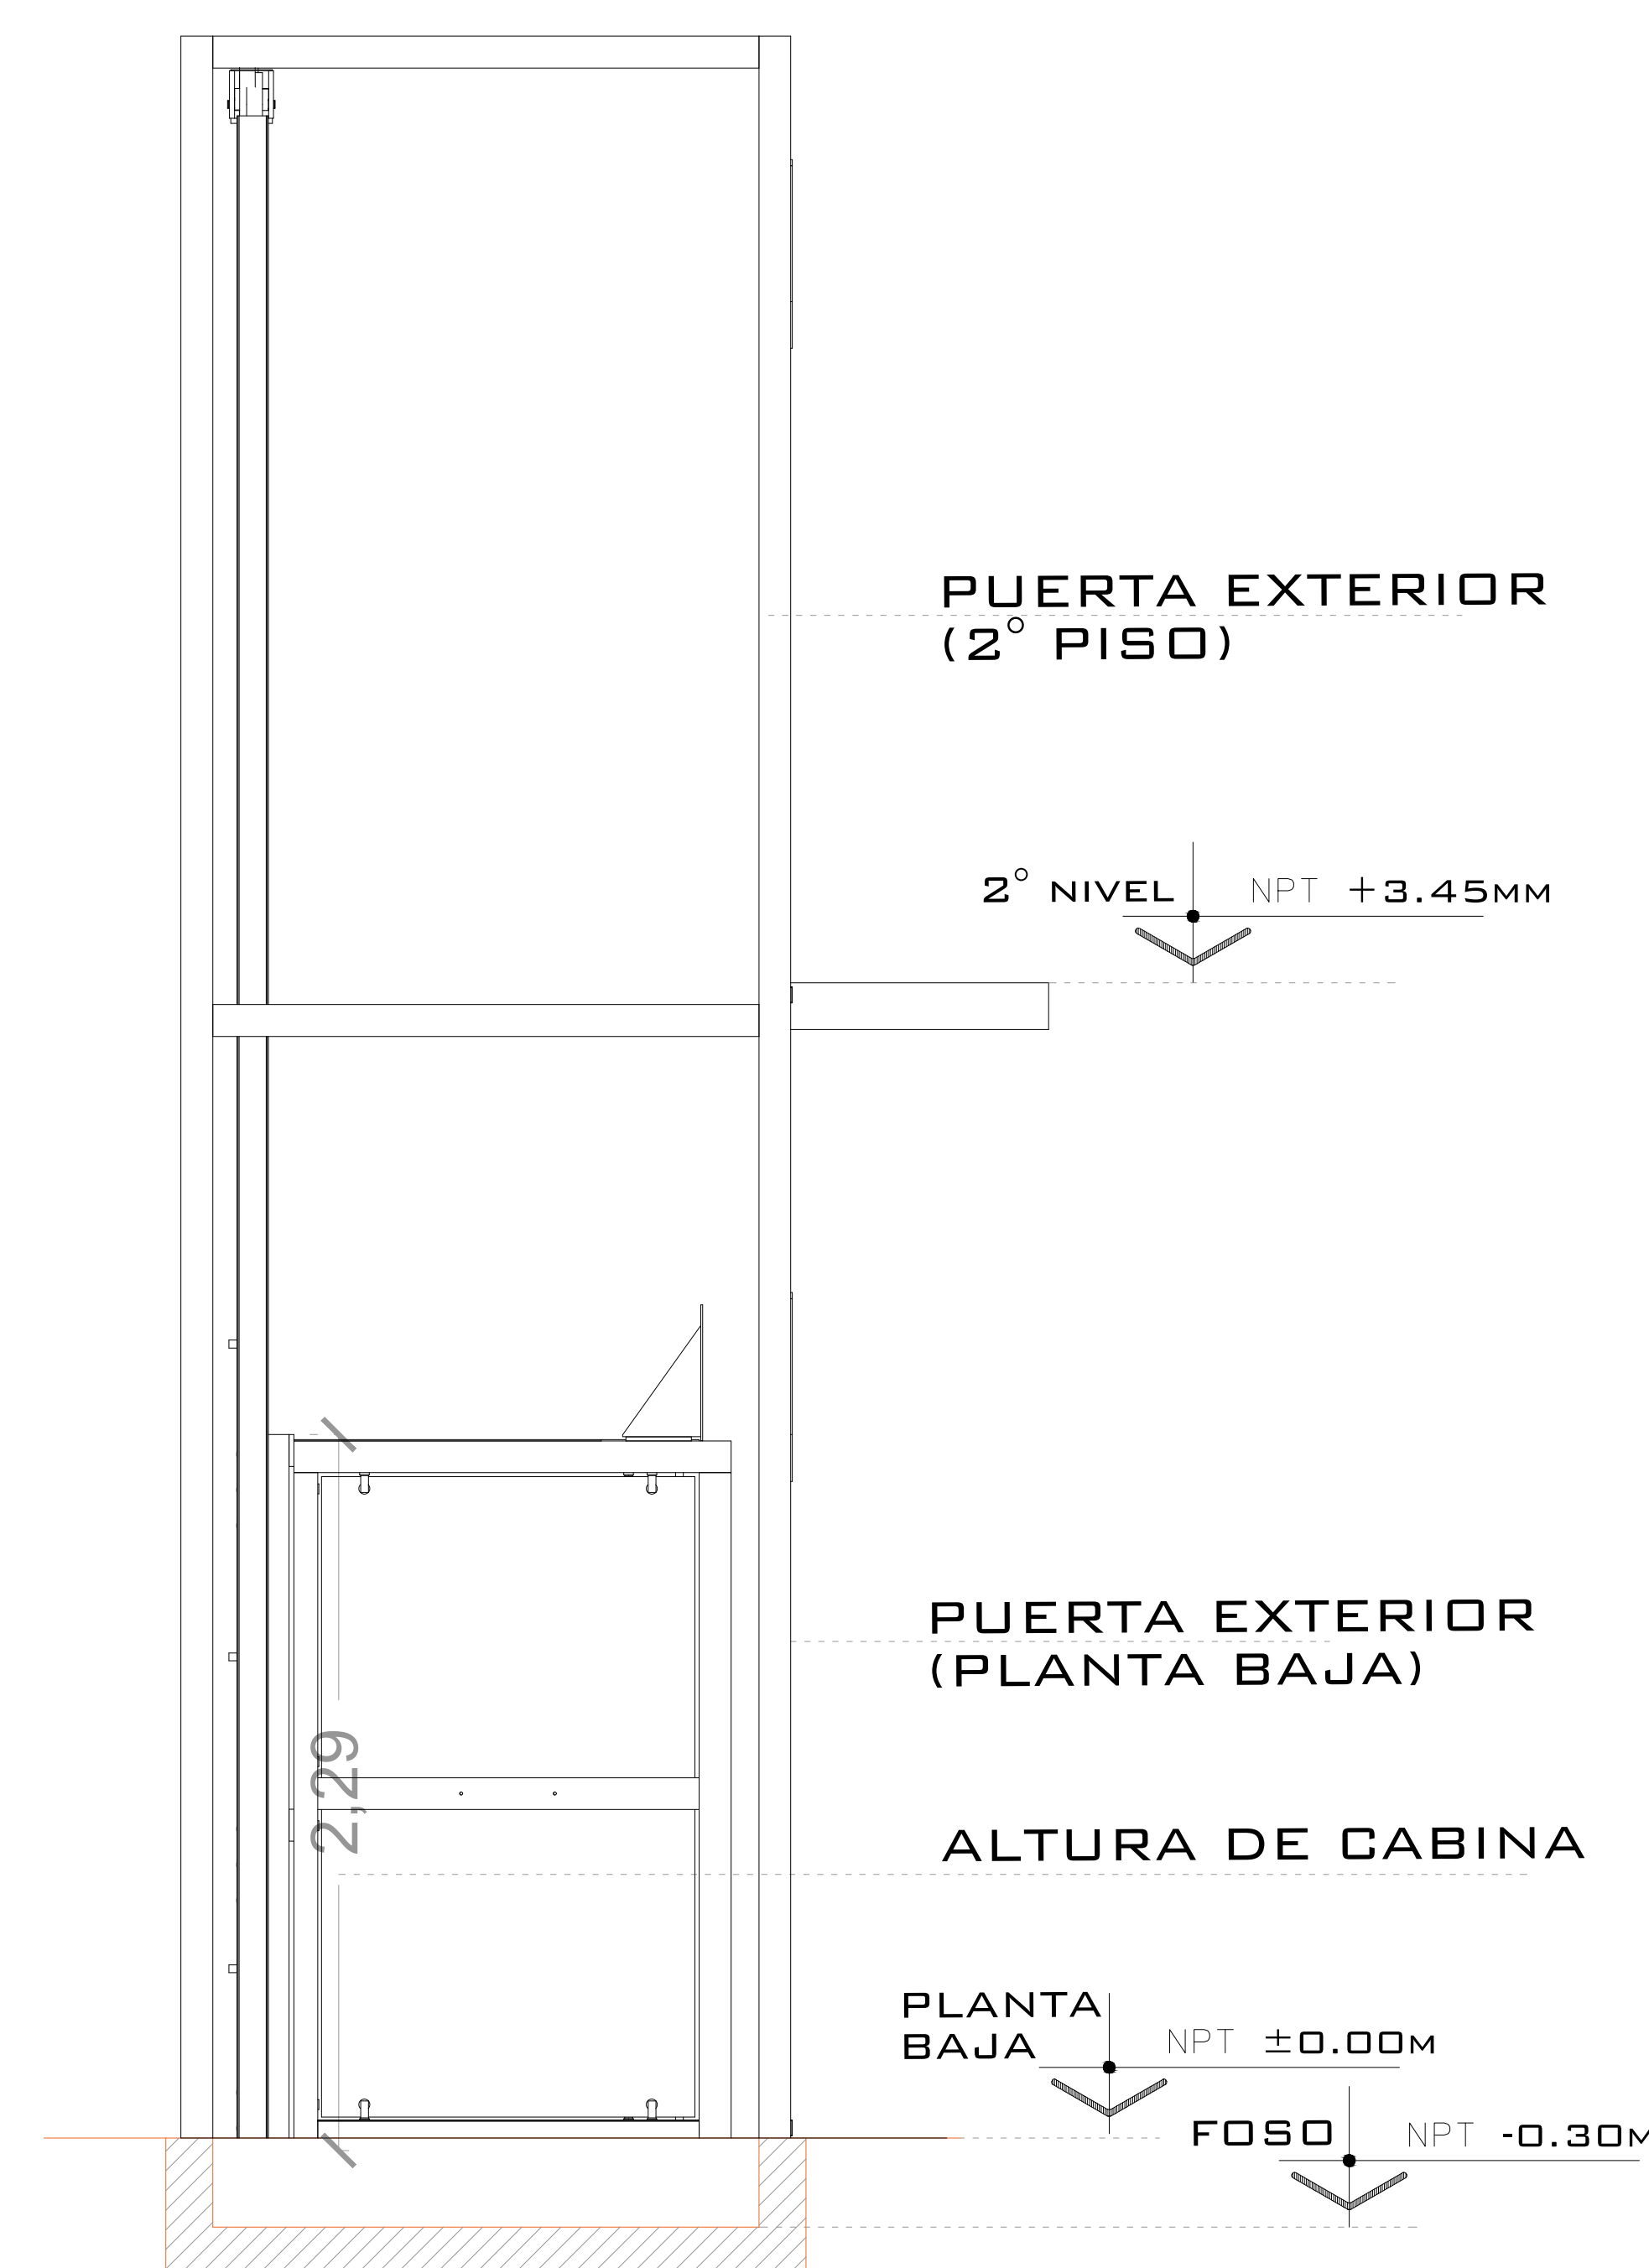 PUERTA EXTERIOR
(2° PISO)
2° NIVEL NPT +3.45MM
PUERTA EXTERIOR
(PLANTA BAJA)
2,29
ALTURA DE CABINA
PLANTA
BAJA
NPT ±0.00M
FOSO NPT -0.30M